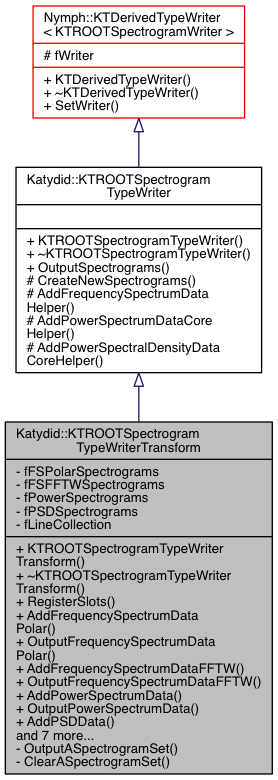 Nymph::KTDerivedTypeWriter
< KTROOTSpectrogramWriter >
# fWriter
+ KTDerivedTypeWriter()
+ ~KTDerivedTypeWriter()
+ SetWriter()
Katydid::KTROOTSpectrogram
TypeWriter
+ KTROOTSpectrogramTypeWriter()
+ ~KTROOTSpectrogramTypeWriter()
+ OutputSpectrograms()
# CreateNewSpectrograms()
# AddFrequencySpectrumData
Helper()
# AddPowerSpectrumDataCore
Helper()
# AddPowerSpectralDensityData
CoreHelper()
Katydid::KTROOTSpectrogram
TypeWriterTransform
- fFSPolarSpectrograms
- fFSFFTWSpectrograms
- fPowerSpectrograms
- fPSDSpectrograms
- fLineCollection
+ KTROOTSpectrogramTypeWriter
Transform()
+ ~KTROOTSpectrogramTypeWriter
Transform()
+ RegisterSlots()
+ AddFrequencySpectrumData
Polar()
+ OutputFrequencySpectrumData
Polar()
+ AddFrequencySpectrumDataFFTW()
+ OutputFrequencySpectrumDataFFTW()
+ AddPowerSpectrumData()
+ OutputPowerSpectrumData()
+ AddPSDData()
and 7 more...
- OutputASpectrogramSet()
- ClearASpectrogramSet()